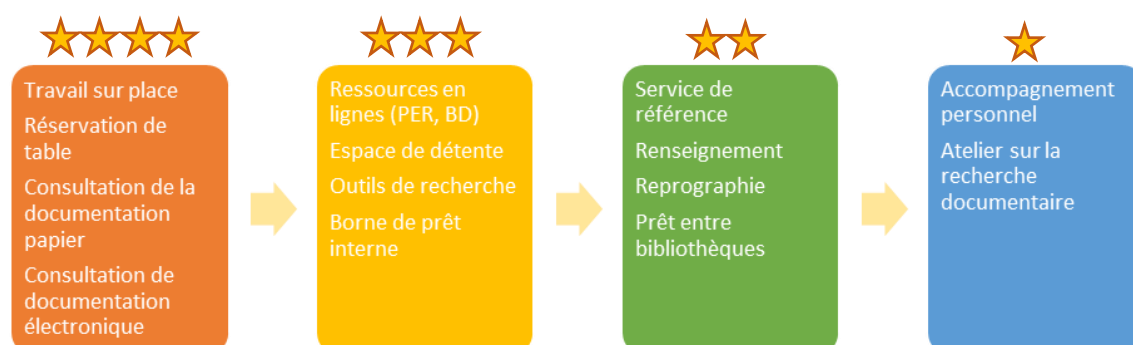 Travail sur place
Réservation de
table
Consultation de la
documentation
papier
Consultation de
documentation
électronique
Ressources en
lignes (PER, BD)
Espace de détente
Outils de recherche
Borne de prêt
interne
Service de
référence
Renseignement
Reprographie
Prêt entre
bibliothèques
Accompagnement
personnel
Atelier sur la
recherche
documentaire